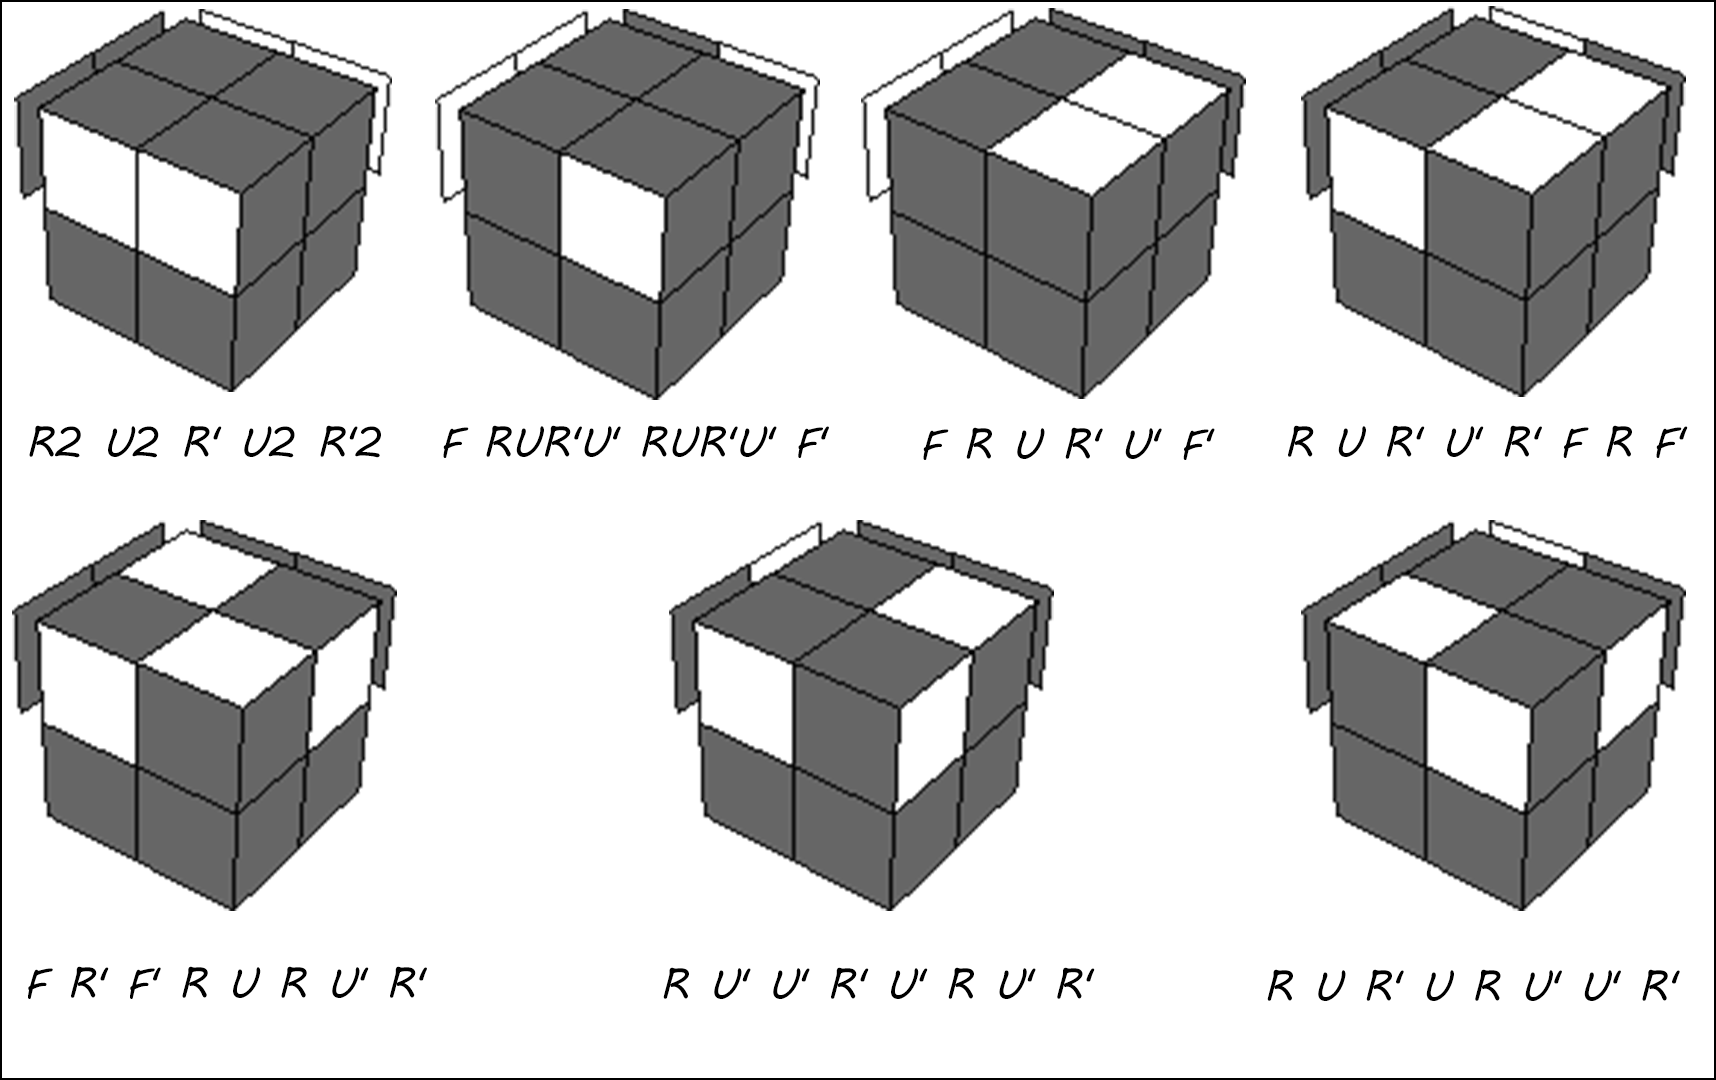 R2 U2 R' U2 R'2
F RUR'U' RUR'U' F'
F R U R' U' F'
R U R' U' R' F R F'
F R' F' R U R U' R'
R U' U' R' U' R U' R'
R U R' U R U' U' R'